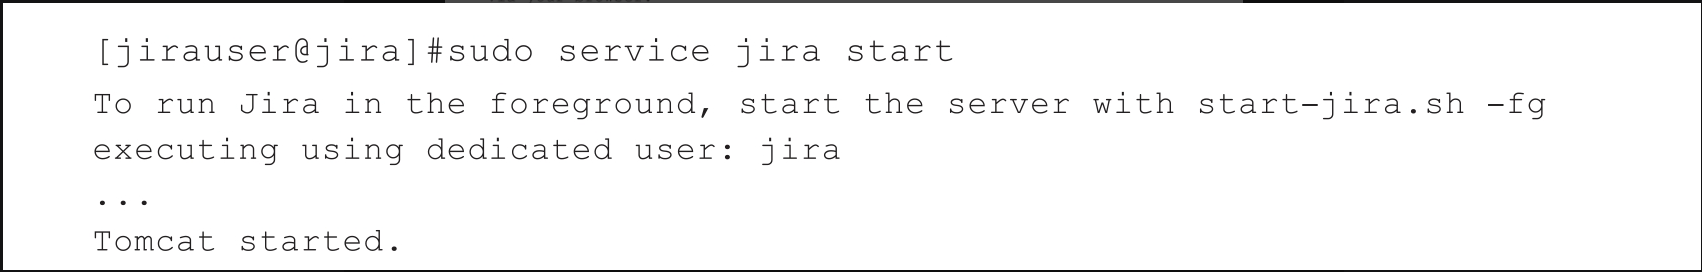 [jirauser@jira]#sudo service jira start
To run Jira in the foreground, start the server with start-jira.sh -fg
executing using dedicated user: jira
...
Tomcat started.